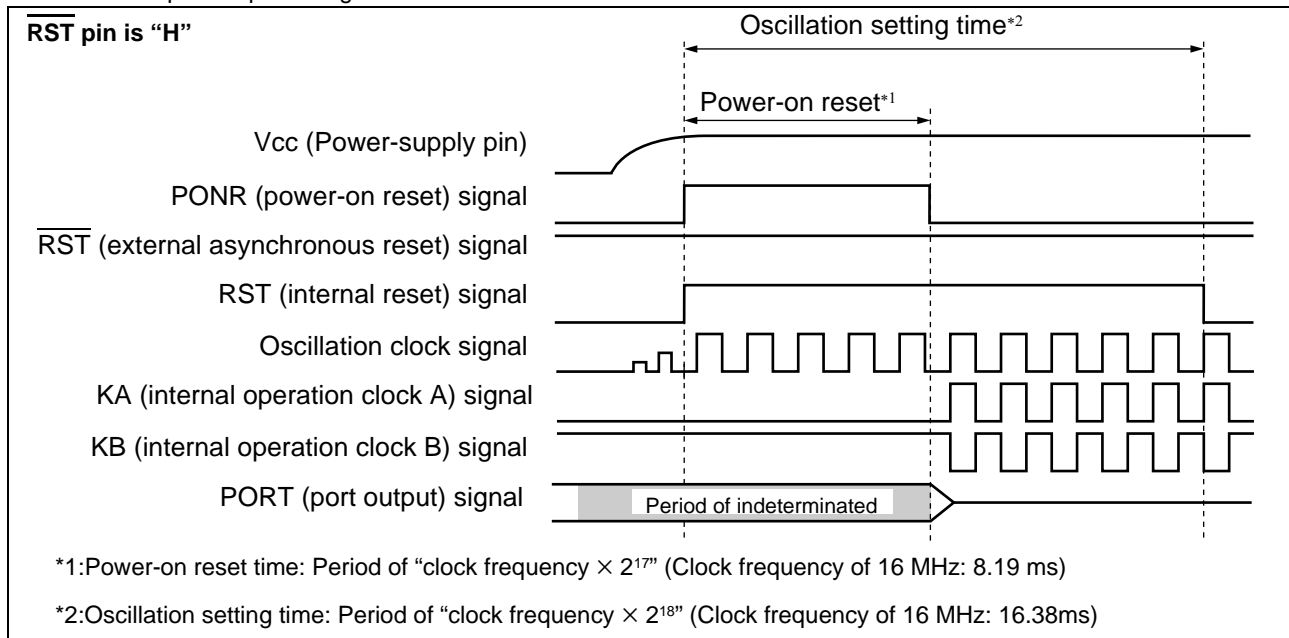 RST pin is “H”
Oscillation setting time*2
Power-on reset*1
Vcc (Power-supply pin)
PONR (power-on reset) signal
RST (external asynchronous reset) signal
RST (internal reset) signal
Oscillation clock signal
KA (internal operation clock A) signal
KB (internal operation clock B) signal
PORT (port output) signal
Period of indeterminated
*1:Power-on reset time: Period of “clock frequency × 2^17” (Clock frequency of 16 MHz: 8.19 ms)
*2:Oscillation setting time: Period of “clock frequency × 2^18” (Clock frequency of 16 MHz: 16.38ms)